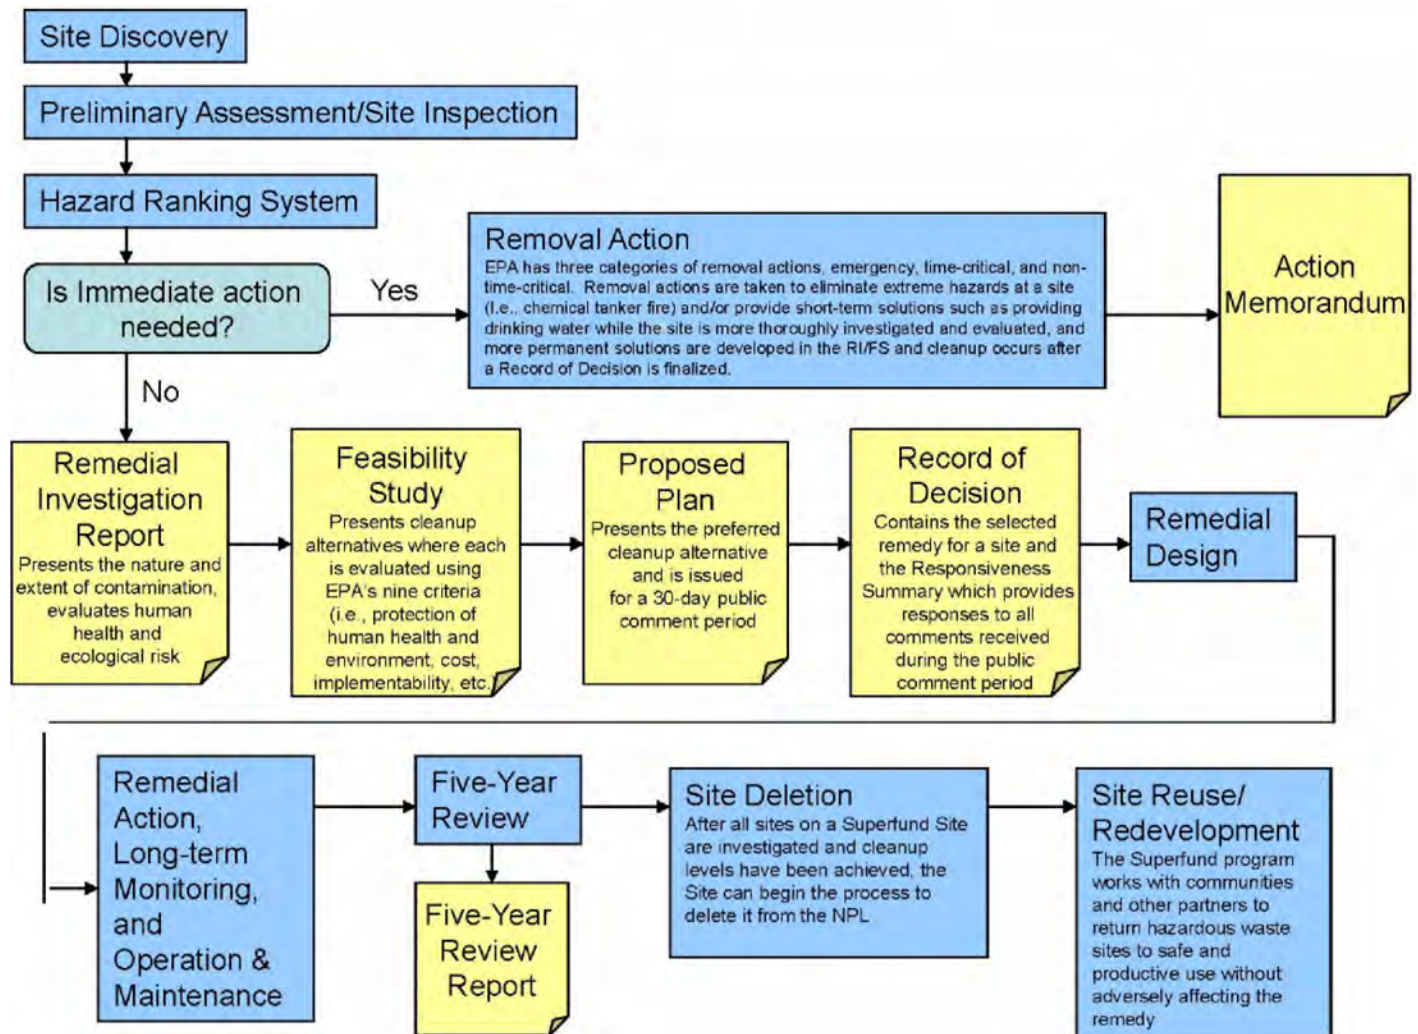 Site Discovery
Preliminary Assessment/Site Inspection
Hazard Ranking System
Is Immediate action
needed?
Yes
No
Removal Action
EPA has three categories of removal actions, emergency, time-critical, and non-
time-critical. Removal actions are taken to eliminate extreme hazards at a site
(I.e., chemical tanker fire) and/or provide short-term solutions such as providing
drinking water while the site is more thoroughly investigated and evaluated, and
more permanent solutions are developed in the RI/FS and cleanup occurs after
a Record of Decision is finalized.
Action
Memorandum
Remedial
Investigation
Report
Presents the nature and
extent of contamination,
evaluates human
health and
ecological risk
Feasibility
Study
Presents cleanup
alternatives where each
is evaluated using
EPA's nine criteria
(i.e., protection of
human health and
environment, cost,
implementability, etc.
Proposed
Plan
Presents the preferred
cleanup alternative
and is issued
for a 30-day public
comment period
Record of
Decision
Contains the selected
remedy for a site and
the Responsiveness
Summary which provides
responses to all
comments received
during the public
comment period
Remedial
Design
Remedial
Action,
Long-term
Monitoring,
and
Operation &
Maintenance
Five-Year
Review
Five-Year
Review
Report
Site Deletion
After all sites on a Superfund Site
are investigated and cleanup
levels have been achieved, the
Site can begin the process to
delete it from the NPL
Site Reuse/
Redevelopment
The Superfund program
works with communities
and other partners to
return hazardous waste
sites to safe and
productive use without
adversely affecting the
remedy